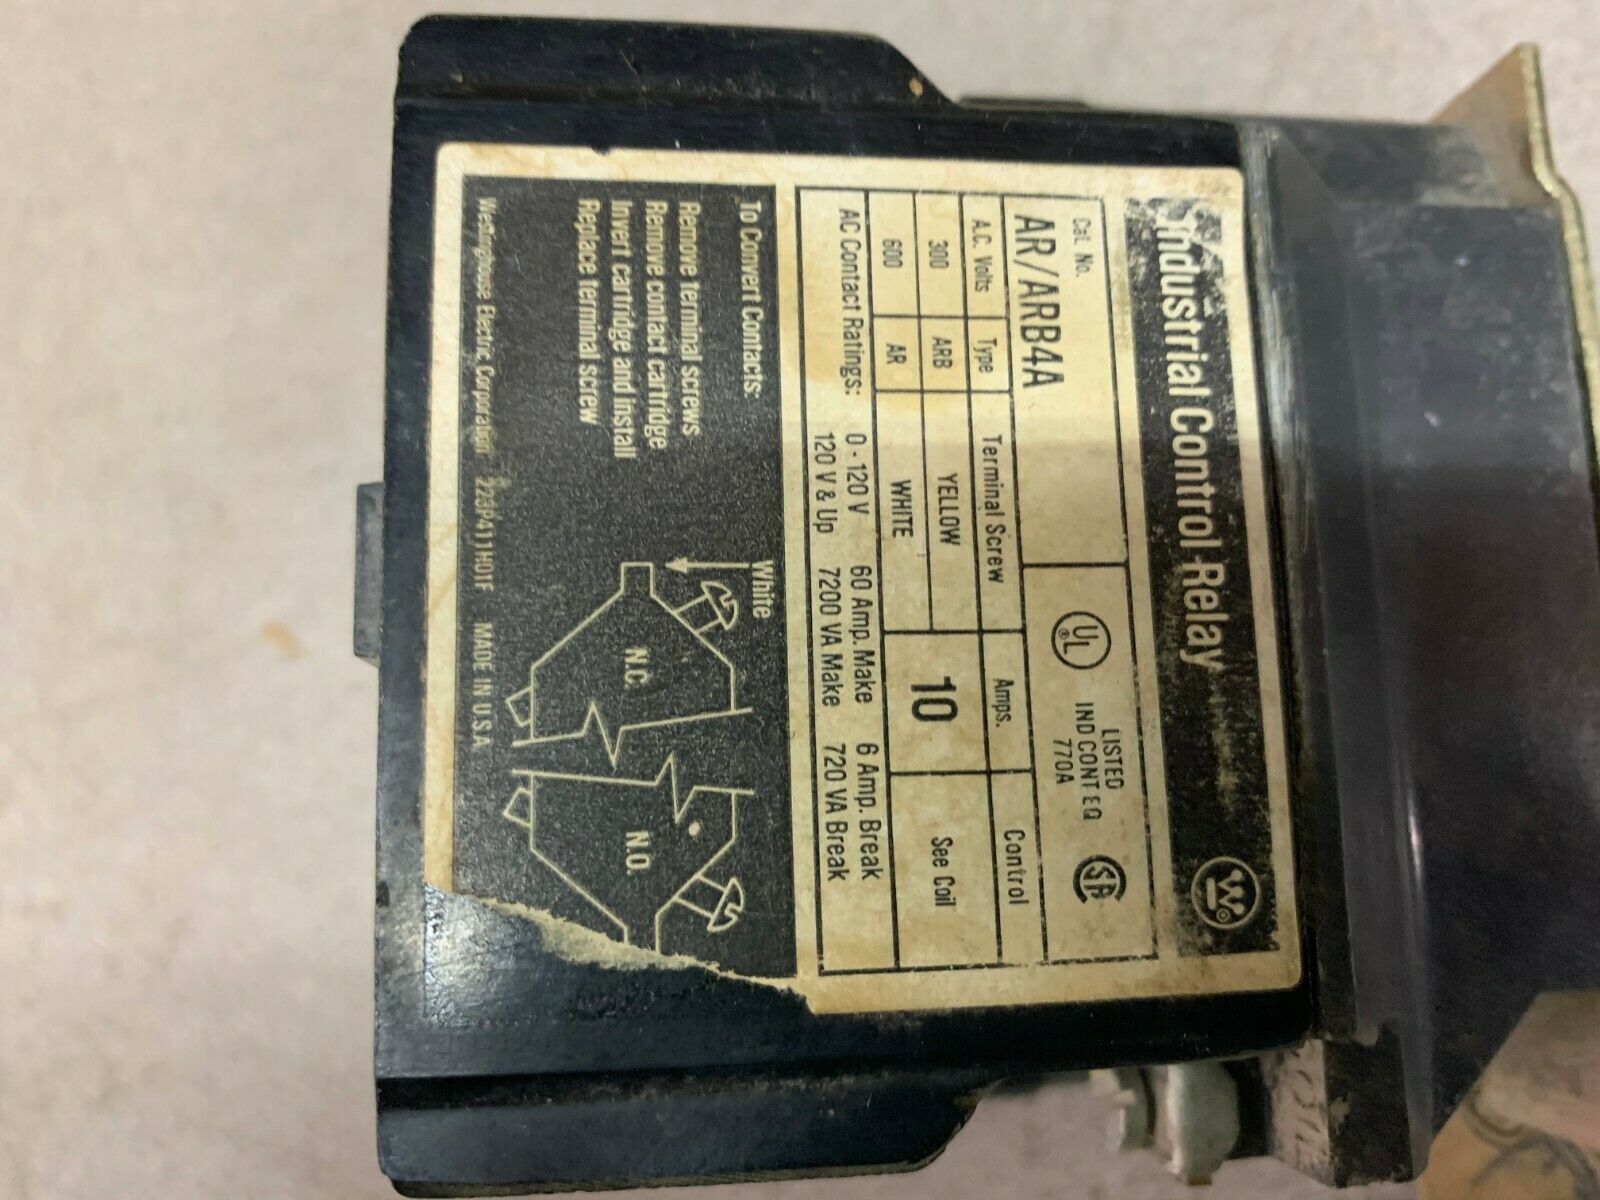 Industrial Control Relay
W
Cat. No.
AR/ARB4A
UL
LISTED
IND CONT EQ
770A
SA
A.C. Volts Type Terminal Screw Amps. Control
300 ARB YELLOW 10 See Coil
600 AR WHITE
AC Contact Ratings: 0 - 120 V 60 Amp. Make 6 Amp. Break
120 V & Up 7200 VA Make 720 VA Break
To Convert Contacts:
Remove terminal screws
Remove contact cartridge
Invert cartridge and install
Replace terminal screw
White
N.C.
N.O.
Westinghouse Electric Corporation 223P411H01F MADE IN U.S.A